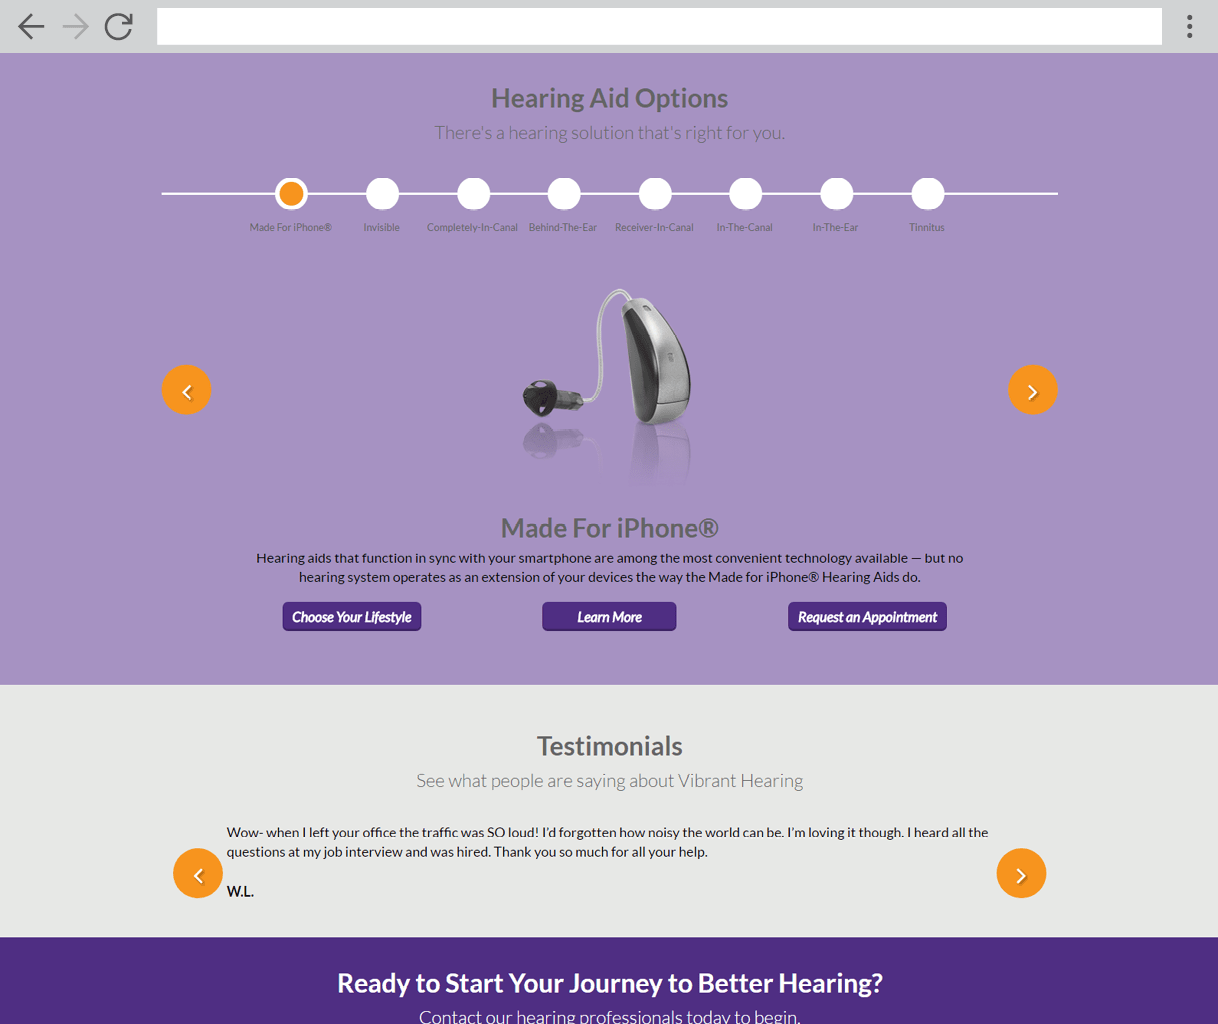 Hearing Aid Options
There's a hearing solution that's right for you.
Made For iPhone®
Invisible
Completely-In-Canal
Behind-The-Ear
Receiver-In-Canal
In-The-Canal
In-The-Ear
Tinnitus
Made For iPhone®
Hearing aids that function in sync with your smartphone are among the most convenient technology available — but no
hearing system operates as an extension of your devices the way the Made for iPhone® Hearing Aids do.
Choose Your Lifestyle
Learn More
Request an Appointment
Testimonials
See what people are saying about Vibrant Hearing
Wow- when I left your office the traffic was SO loud! I'd forgotten how noisy the world can be. I'm loving it though. I heard all the
questions at my job interview and was hired. Thank you so much for all your help.
W.L.
Ready to Start Your Journey to Better Hearing?
Contact our hearing professionals today to begin.